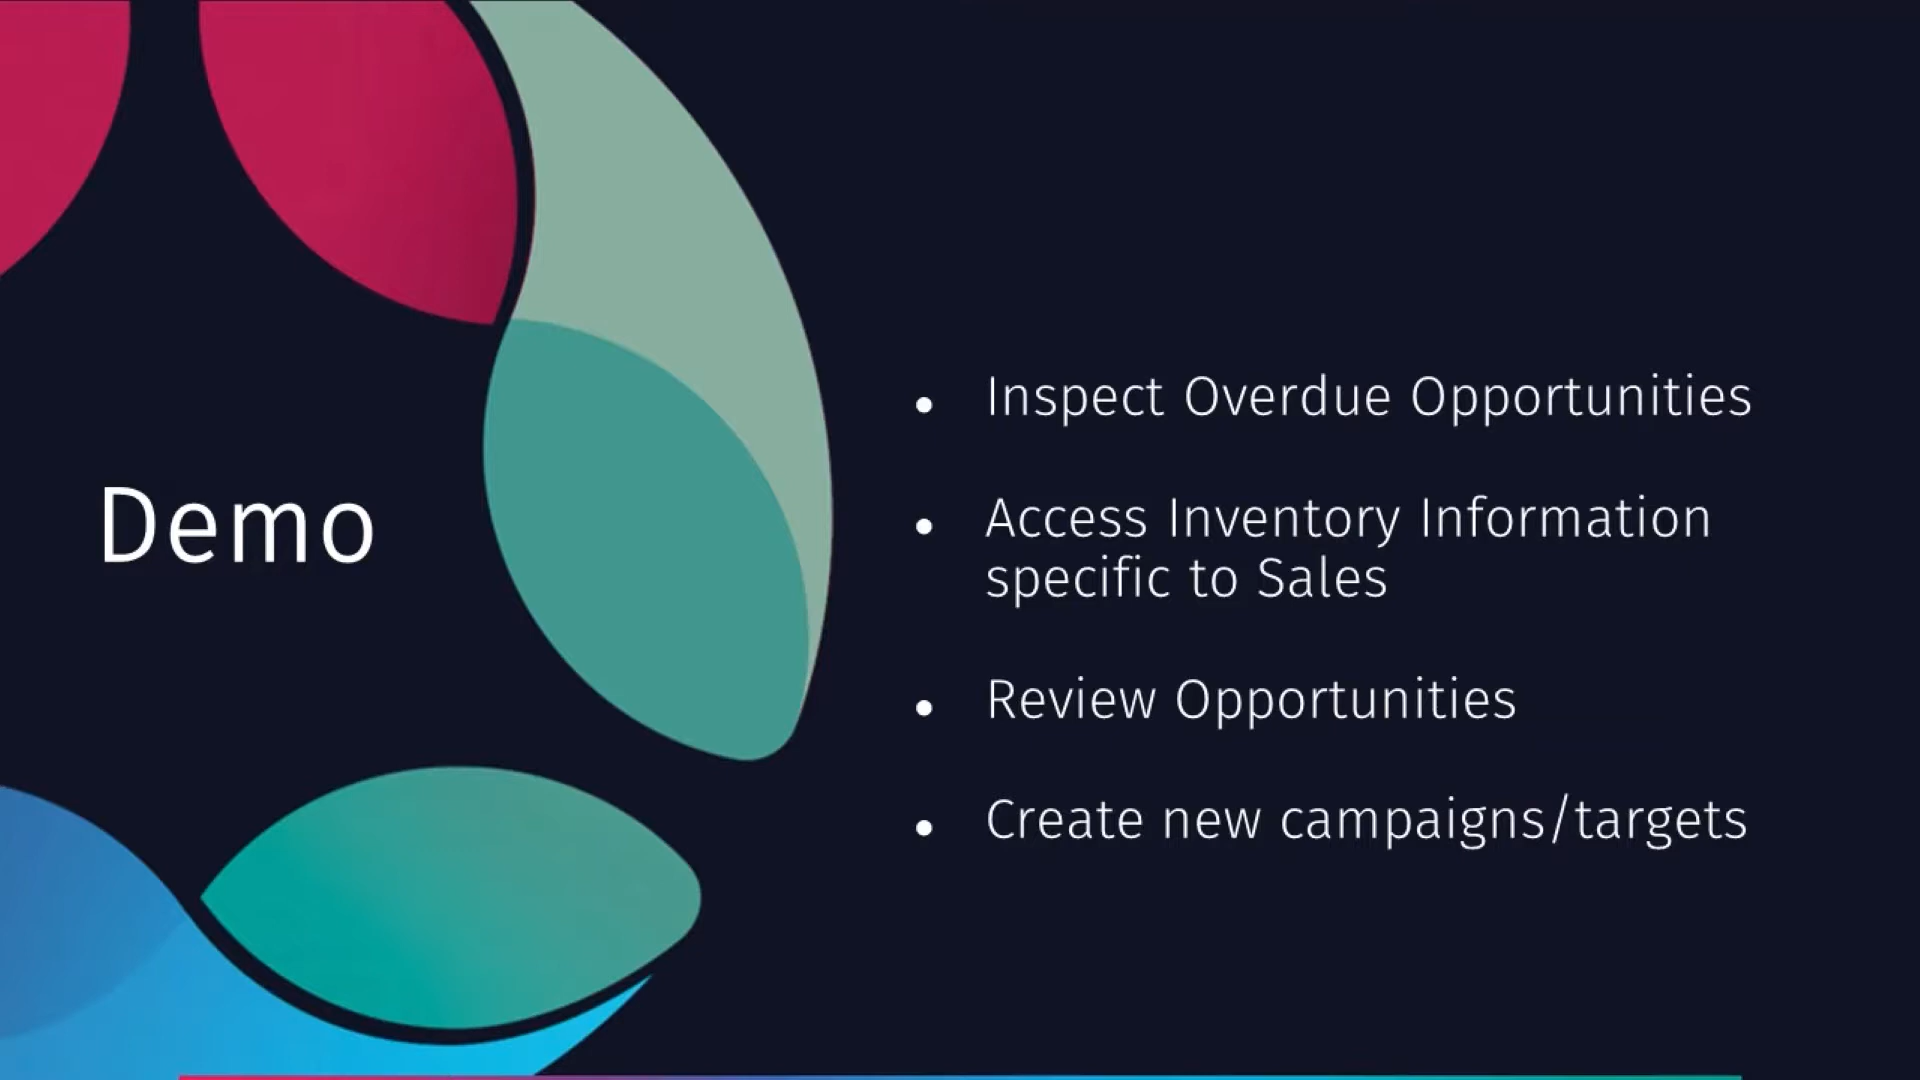 Demo
• Inspect Overdue Opportunities
• Access Inventory Information
specific to Sales
• Review Opportunities
• Create new campaigns/targets